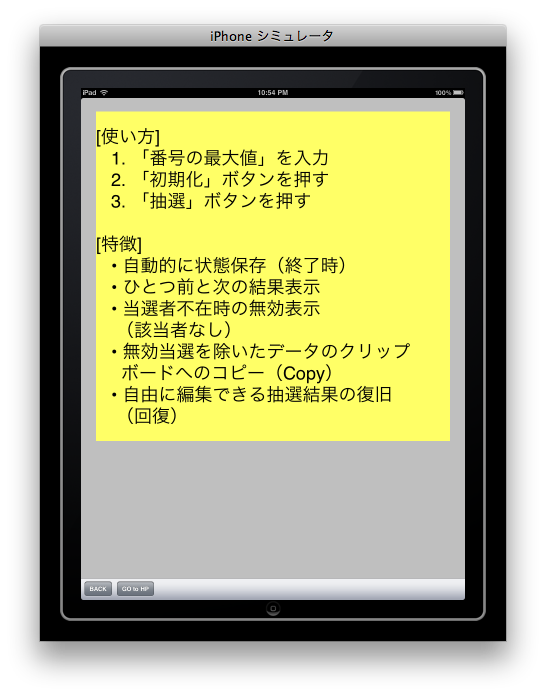 iPhone シミュレータ
iPad 10:54 PM 100%
[使い方]
1. 「番号の最大値」を入力
2. 「初期化」ボタンを押す
3. 「抽選」ボタンを押す
[特徴]
・自動的に状態保存（終了時）
・ひとつ前と次の結果表示
・当選者不在時の無効表示
（該当者なし）
・無効当選を除いたデータのクリップ
ボードへのコピー（Copy）
・自由に編集できる抽選結果の復旧
（回復）
BACK GO to HP